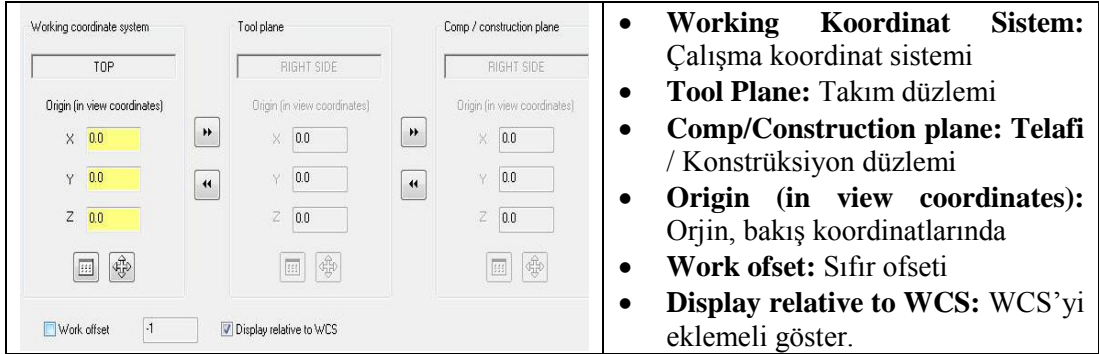 Working coordinate system Tool plane Comp / construction plane
TOP RIGHT SIDE RIGHT SIDE
Origin (in view coordinates) Origin (in view coordinates) Origin (in view coordinates)
X 0.0 X 0.0 X 0.0
Y 0.0 Y 0.0 Y 0.0
Z 0.0 Z 0.0 Z 0.0
Work offset -1 Display relative to WCS
• Working Koordinat Sistem:
Çalışma koordinat sistemi
• Tool Plane: Takım düzlemi
• Comp/Construction plane: Telafi
/ Konstrüksiyon düzlemi
• Origin (in view coordinates):
Orjin, bakış koordinatlarında
• Work ofset: Sıfır ofseti
• Display relative to WCS: WCS’yi
eklemeli göster.